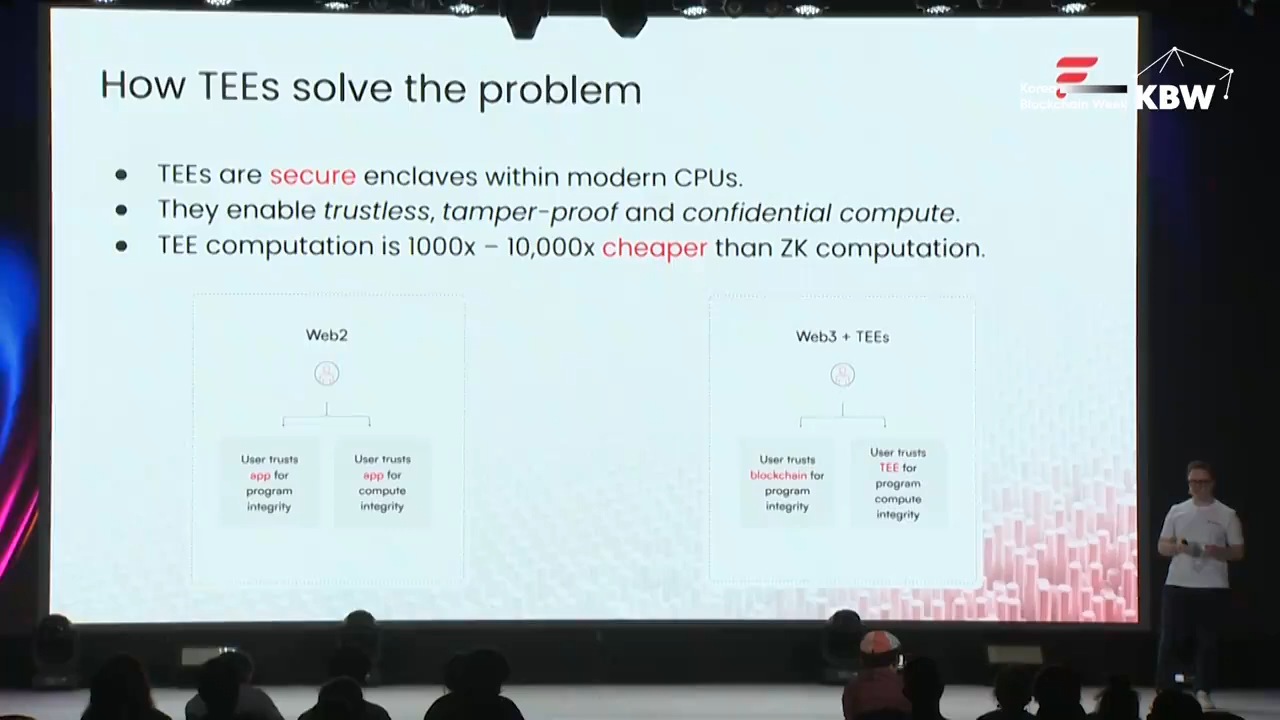 How TEEs solve the problem
Korea
Blockchain Week
KBW
● TEEs are secure enclaves within modern CPUs.
● They enable trustless, tamper-proof and confidential compute.
● TEE computation is 1000x – 10,000x cheaper than ZK computation.
Web2
User trusts
app for
program
integrity
User trusts
app for
compute
integrity
Web3 + TEEs
User trusts
blockchain for
program
integrity
User trusts
TEE for
program
compute
integrity